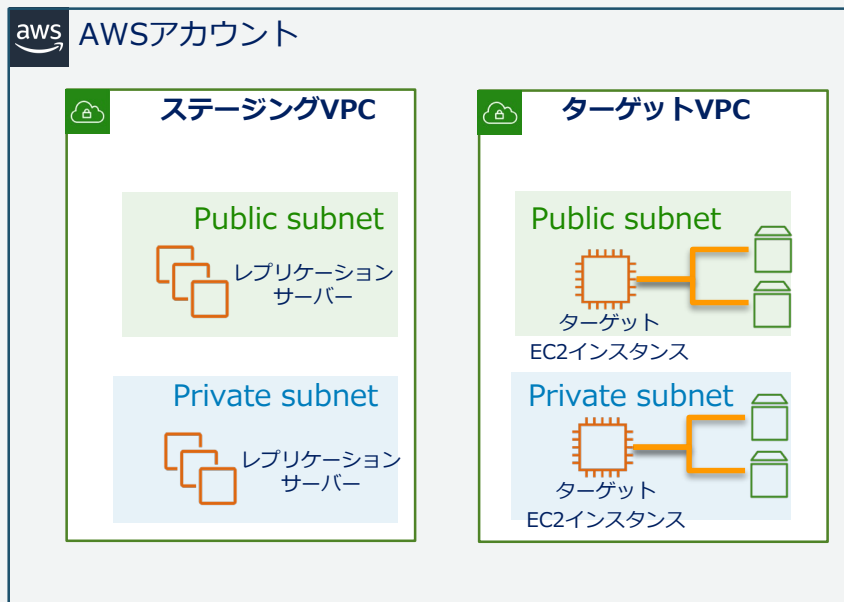 aws
AWSアカウント
ステージングVPC
Public subnet
レプリケーション
サーバー
Private subnet
レプリケーション
サーバー
ターゲットVPC
Public subnet
ターゲット
EC2インスタンス
Private subnet
ターゲット
EC2インスタンス